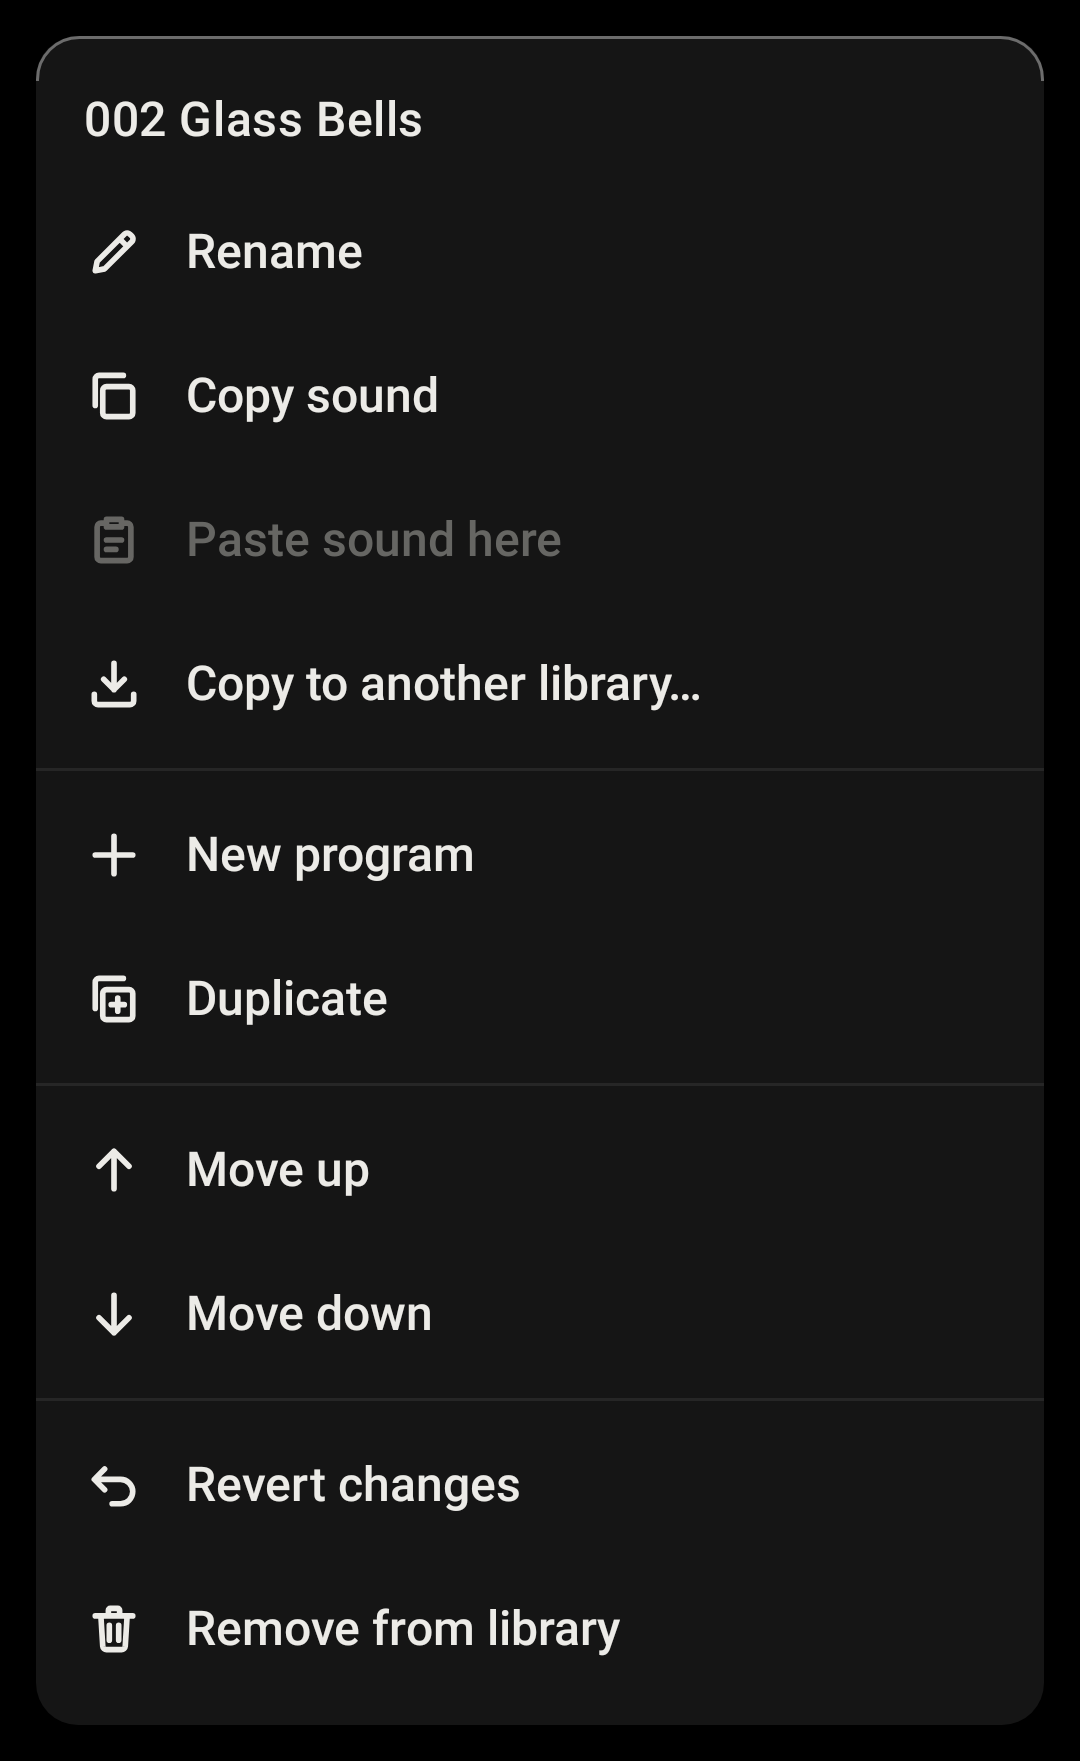 002 Glass Bells
Rename
Copy sound
Paste sound here
Copy to another library...
New program
Duplicate
Move up
Move down
Revert changes
Remove from library